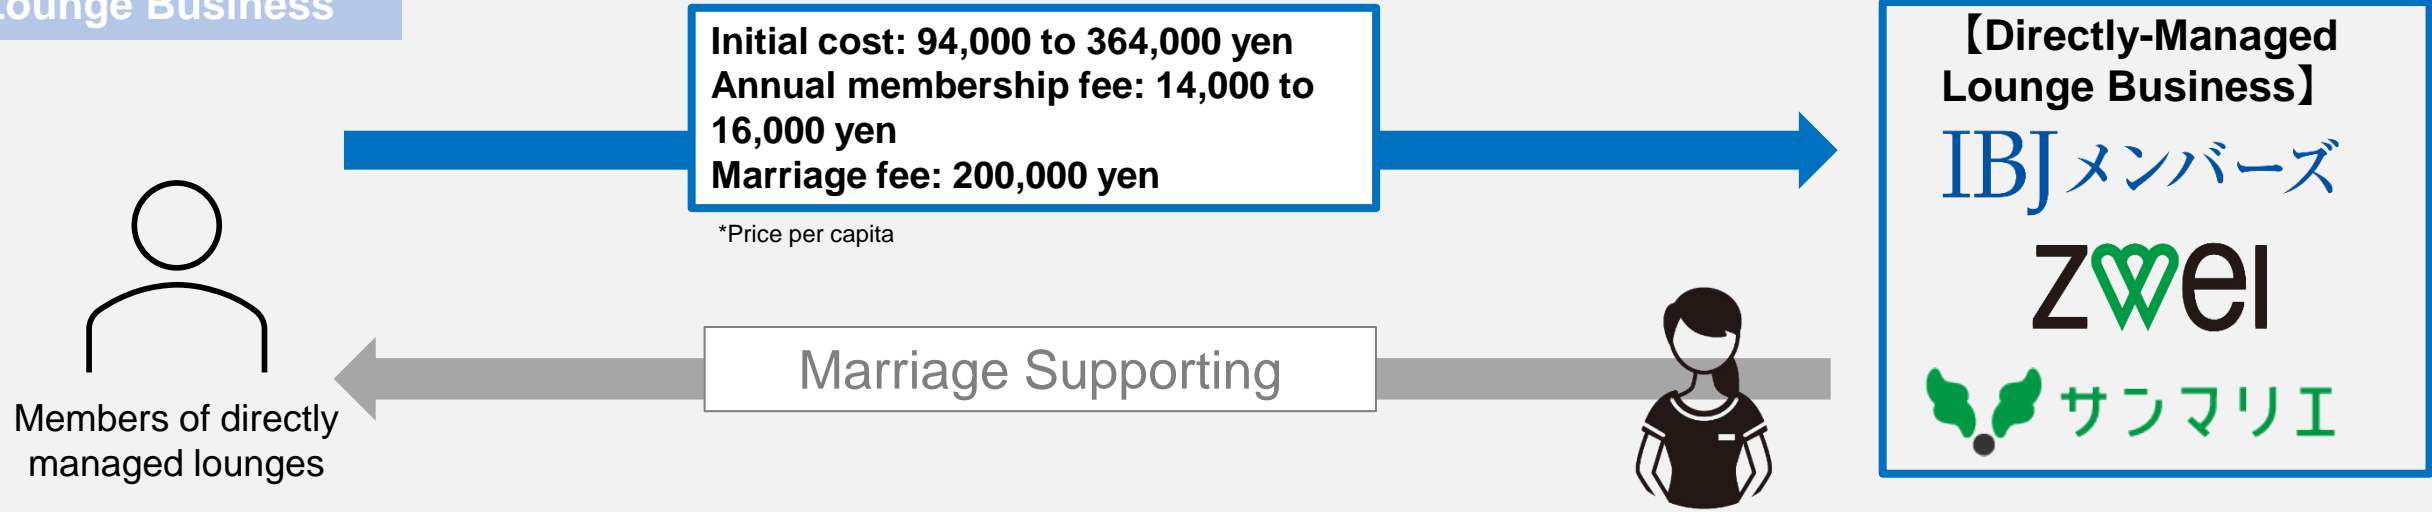 Lounge Business
Initial cost: 94,000 to 364,000 yen
Annual membership fee: 14,000 to
16,000 yen
Marriage fee: 200,000 yen
*Price per capita
Marriage Supporting
Members of directly
managed lounges
【Directly-Managed
Lounge Business】
IBJメンバーズ
zwei
サンマリエ